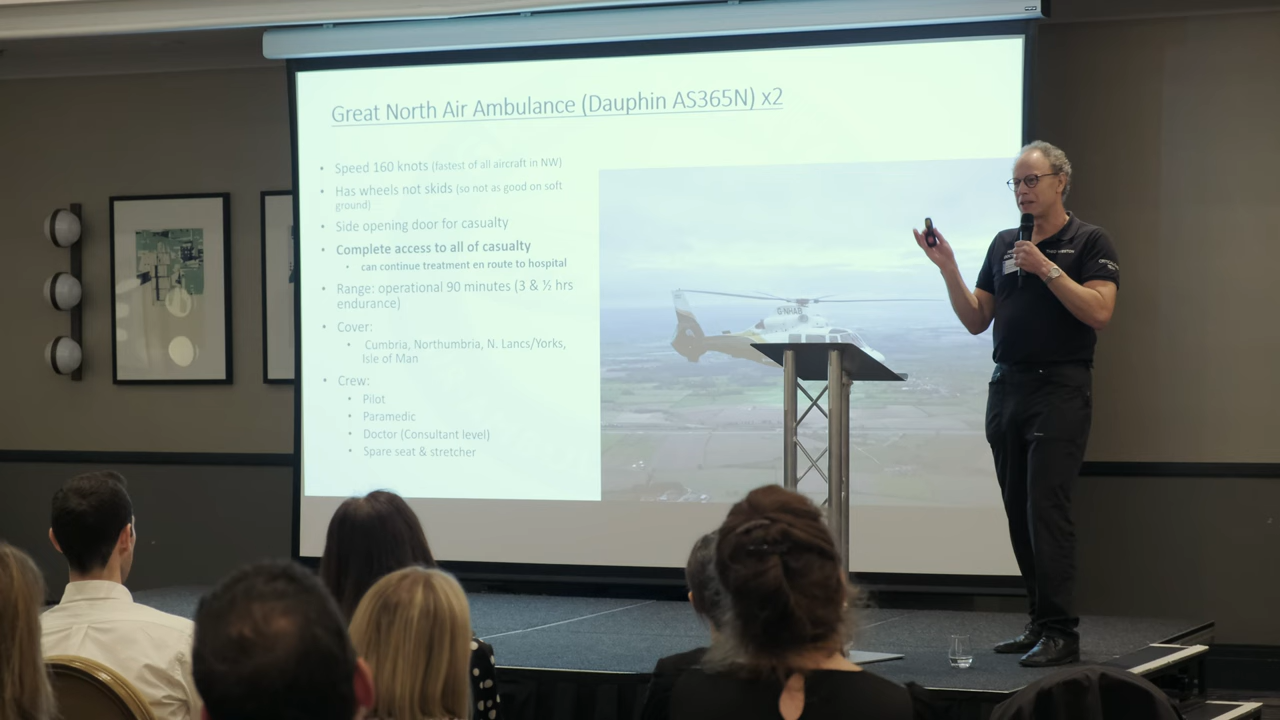 Great North Air Ambulance (Dauphin AS365N) x2
• Speed 160 knots (fastest of all aircraft in NW)
• Has wheels not skids (so not as good on soft
ground)
• Side opening door for casualty
• Complete access to all of casualty
• can continue treatment en route to hospital
• Range: operational 90 minutes (3 & ½ hrs
endurance)
• Cover:
• Cumbria, Northumbria, N. Lancs/Yorks,
Isle of Man
• Crew:
• Pilot
• Paramedic
• Doctor (Consultant level)
• Spare seat & stretcher